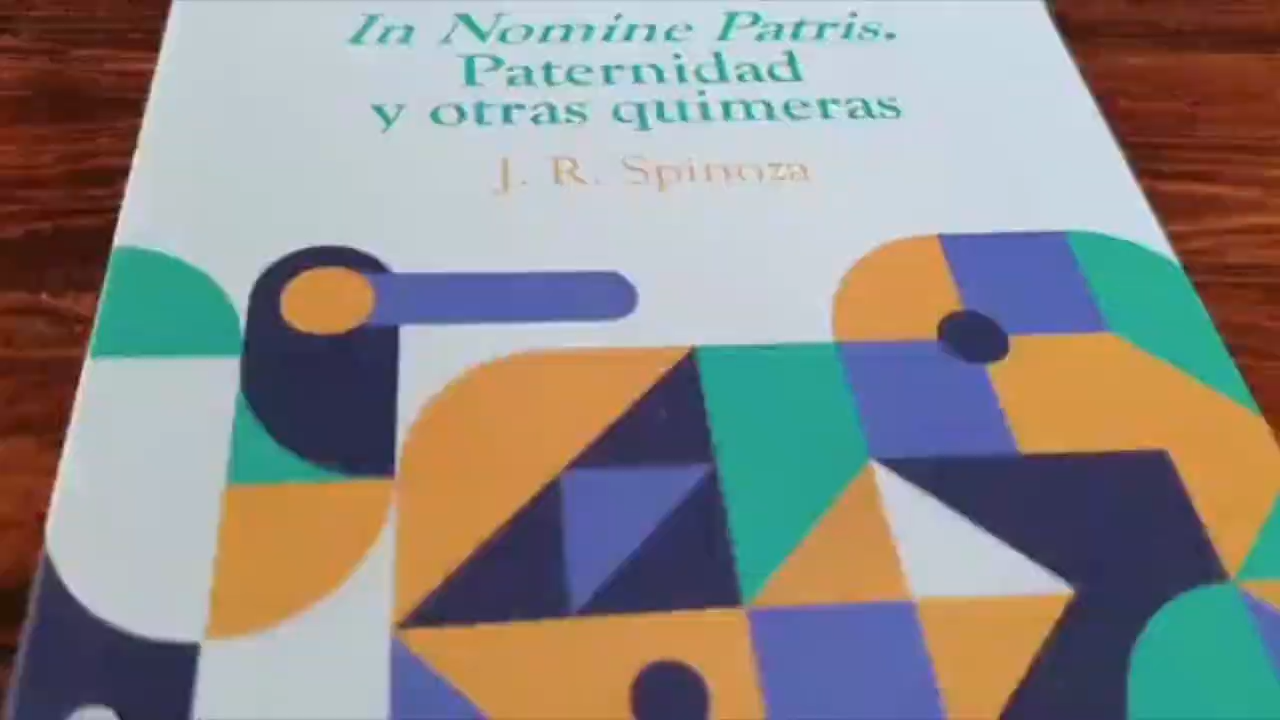 In Nomine Patris.
Paternidad
y otras quimeras
J. R. Spinoza